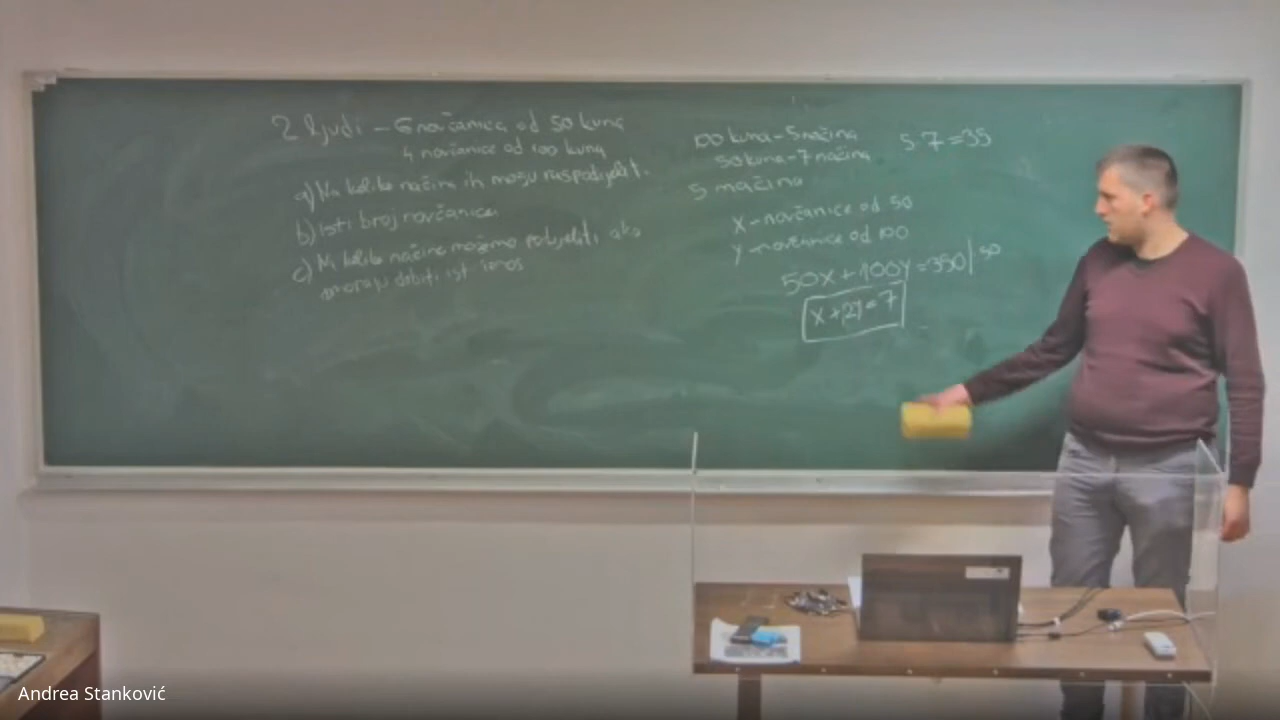 2 ljudi - 6 novčanica od 50 kuna
4 novčanice od 100 kuna
a) Na koliko načina ih mogu raspodijeliti.
b) Isti broj novčanica
c) Na koliko načina možemo podijeliti ako
moraju dobiti isti iznos
100 kuna - 5 načina
50 kuna - 7 načina
5·7=35
5 načina
X - novčanice od 50
y - novčanice od 100
50X + 100y = 350 | :50
X + 2y = 7
Andrea Stanković